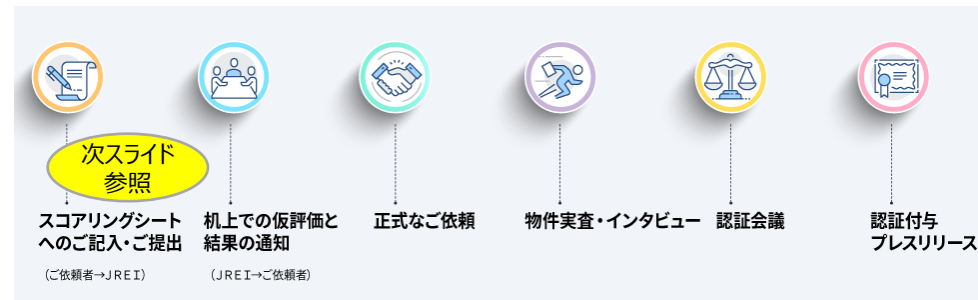 次スライド
参照
スコアリングシート
へのご記入・ご提出
（ご依頼者→ＪＲＥＩ）
机上での仮評価と
結果の通知
（ＪＲＥＩ→ご依頼者）
正式なご依頼
物件実査・インタビュー
認証会議
認証付与
プレスリリース